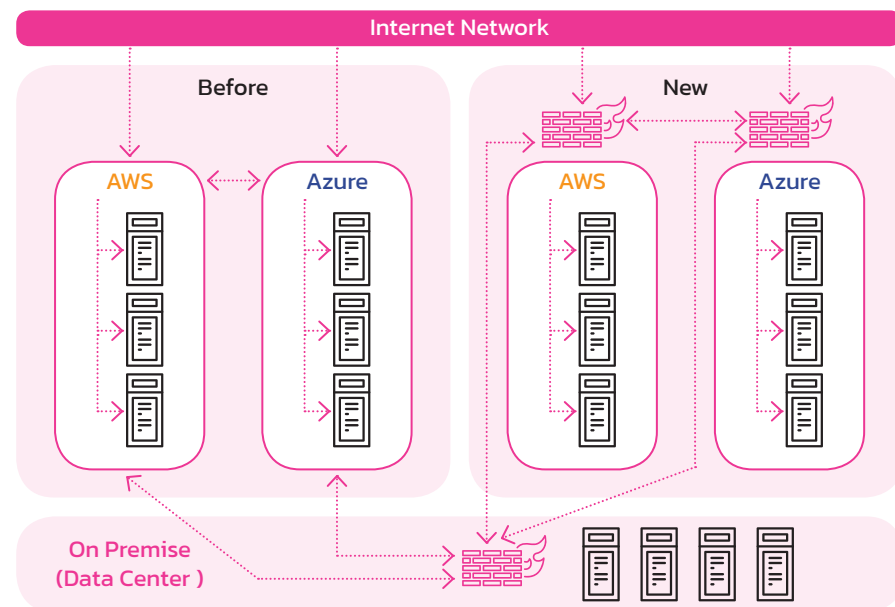 Internet Network
Before
New
AWS
Azure
AWS
Azure
On Premise
(Data Center )